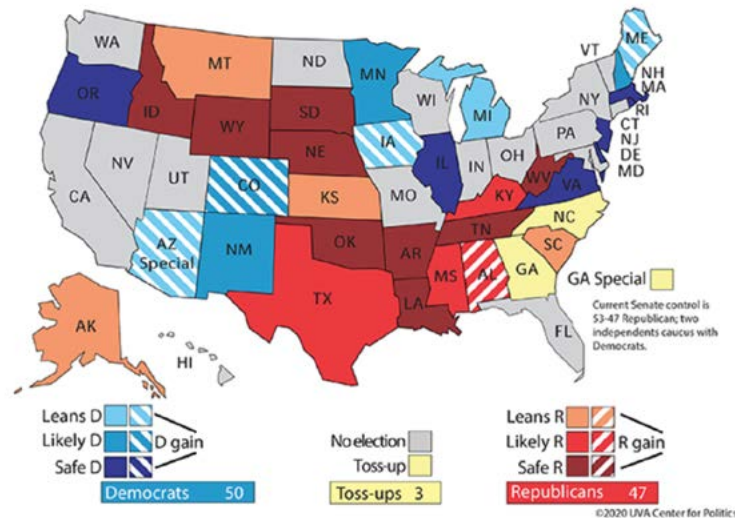 WA
MT
ND
MN
VT
ME
OR
ID
SD
WI
NH
MA
WY
MI
NY
RI
CT
IA
NE
PA
NJ
NV
OH
DE
IL
IN
MD
UT
CO
WV
VA
CA
KS
MO
KY
NC
TN
AZ
Special
NM
OK
AR
SC
MS
AL
GA
GA Special
TX
LA
Current Senate control is
53-47 Republican; two
independents caucus with
Democrats.
AK
FL
HI
Leans D
Likely D
Safe D
D gain
Democrats 50
No election
Toss-up
Toss-ups 3
Leans R
Likely R
Safe R
R gain
Republicans 47
©2020 UVA Center for Politics